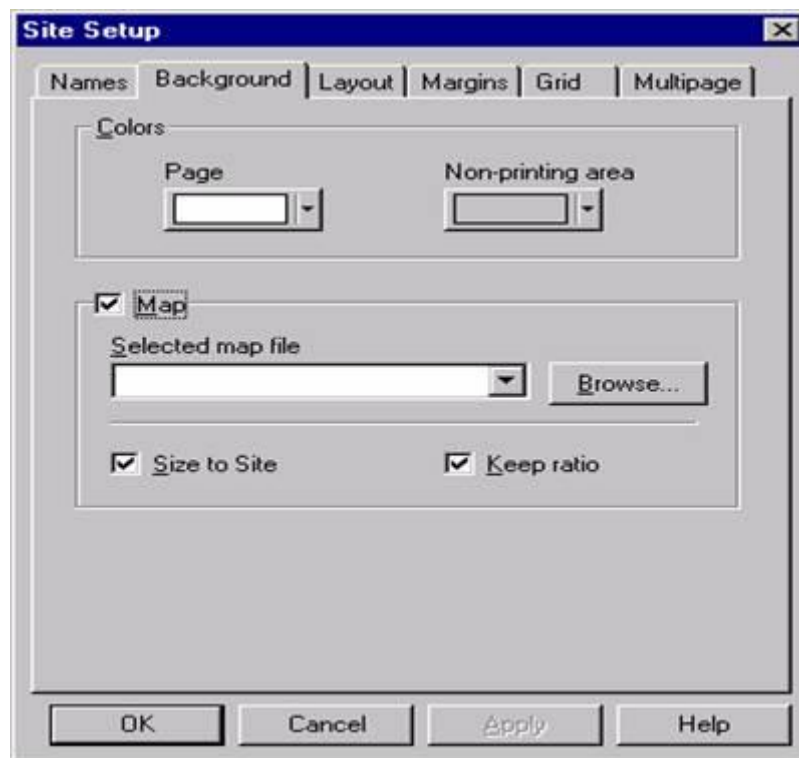 Site Setup
Names Background Layout Margins Grid Multipage
Colors
Page Non-printing area
Map
Selected map file
Browse...
Size to Site Keep ratio
OK Cancel Apply Help